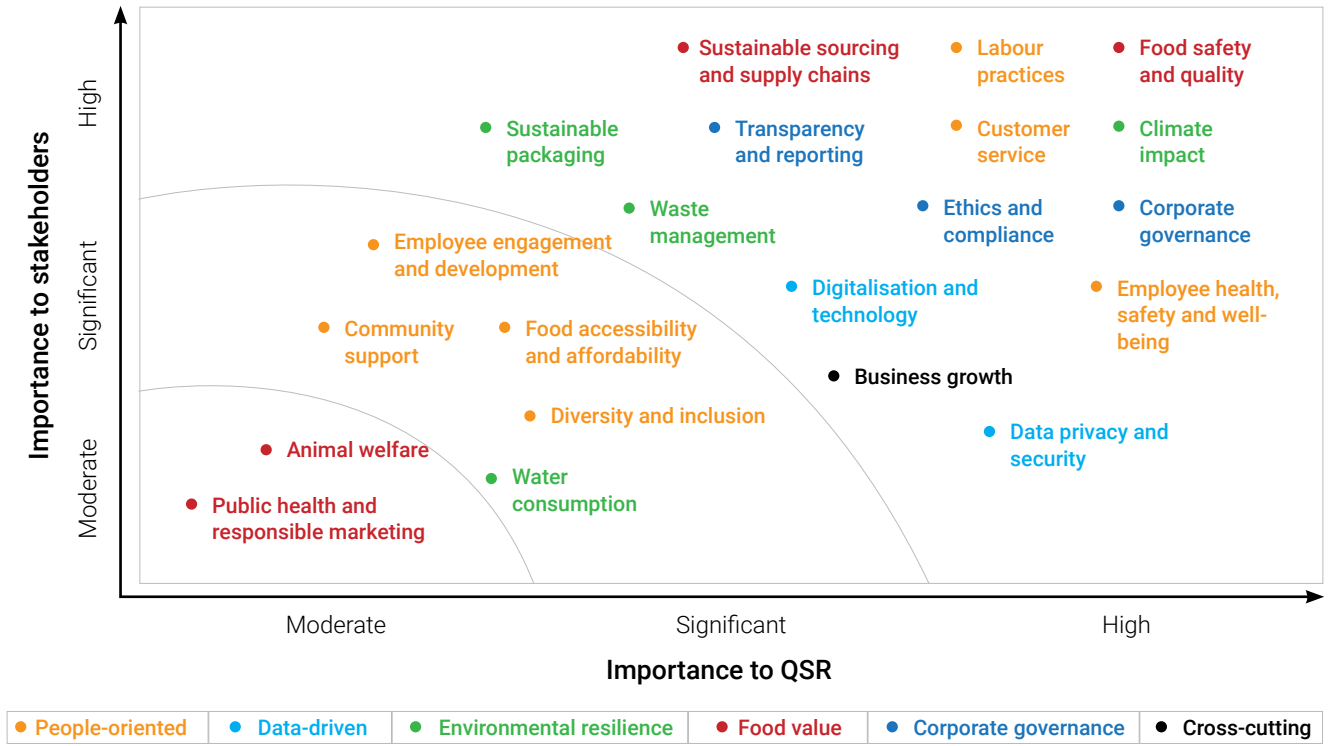 Importance to stakeholders
High
Significant
Moderate
Sustainable sourcing
and supply chains
Labour
practices
Food safety
and quality
Sustainable
packaging
Transparency
and reporting
Customer
service
Climate
impact
Waste
management
Ethics and
compliance
Corporate
governance
Employee engagement
and development
Digitalisation and
technology
Employee health,
safety and well-
being
Community
support
Food accessibility
and affordability
Business growth
Diversity and inclusion
Data privacy and
security
Animal welfare
Water
consumption
Public health and
responsible marketing
Moderate
Significant
High
Importance to QSR
People-oriented
Data-driven
Environmental resilience
Food value
Corporate governance
Cross-cutting